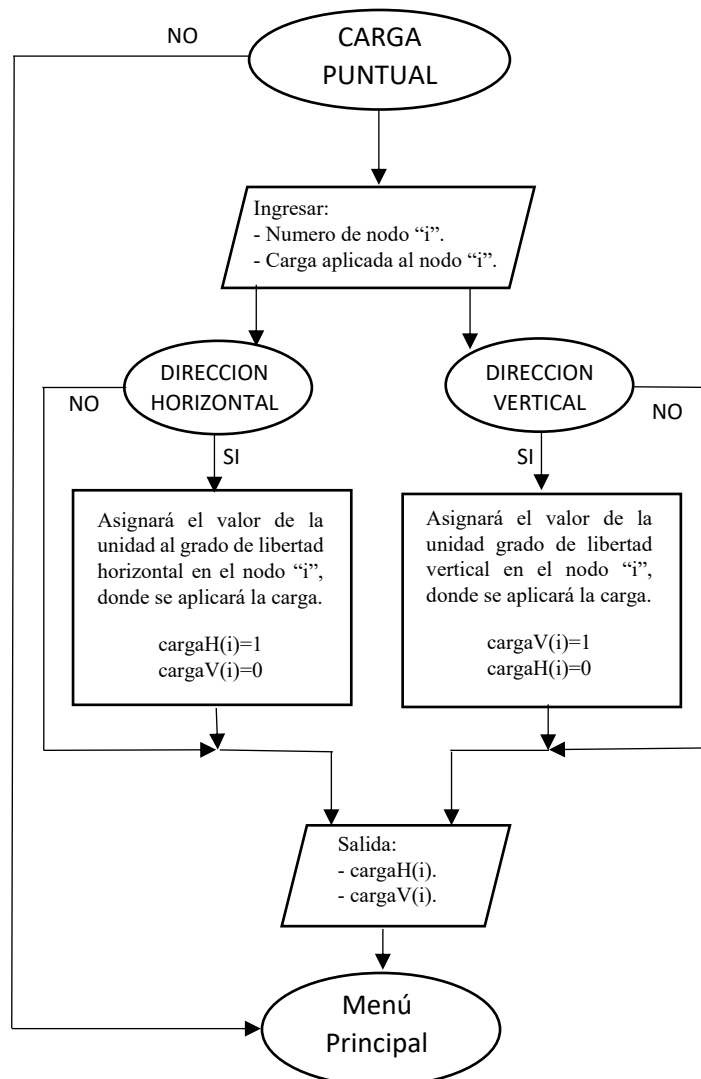 NO
CARGA
PUNTUAL
Ingresar:
- Numero de nodo “i”.
- Carga aplicada al nodo “i”.
DIRECCION
HORIZONTAL
NO
SI
DIRECCION
VERTICAL
NO
SI
Asignará el valor de la
unidad al grado de libertad
horizontal en el nodo “i”,
donde se aplicará la carga.
cargaH(i)=1
cargaV(i)=0
Asignará el valor de la
unidad grado de libertad
vertical en el nodo “i”,
donde se aplicará la carga.
cargaV(i)=1
cargaH(i)=0
Salida:
- cargaH(i).
- cargaV(i).
Menú
Principal